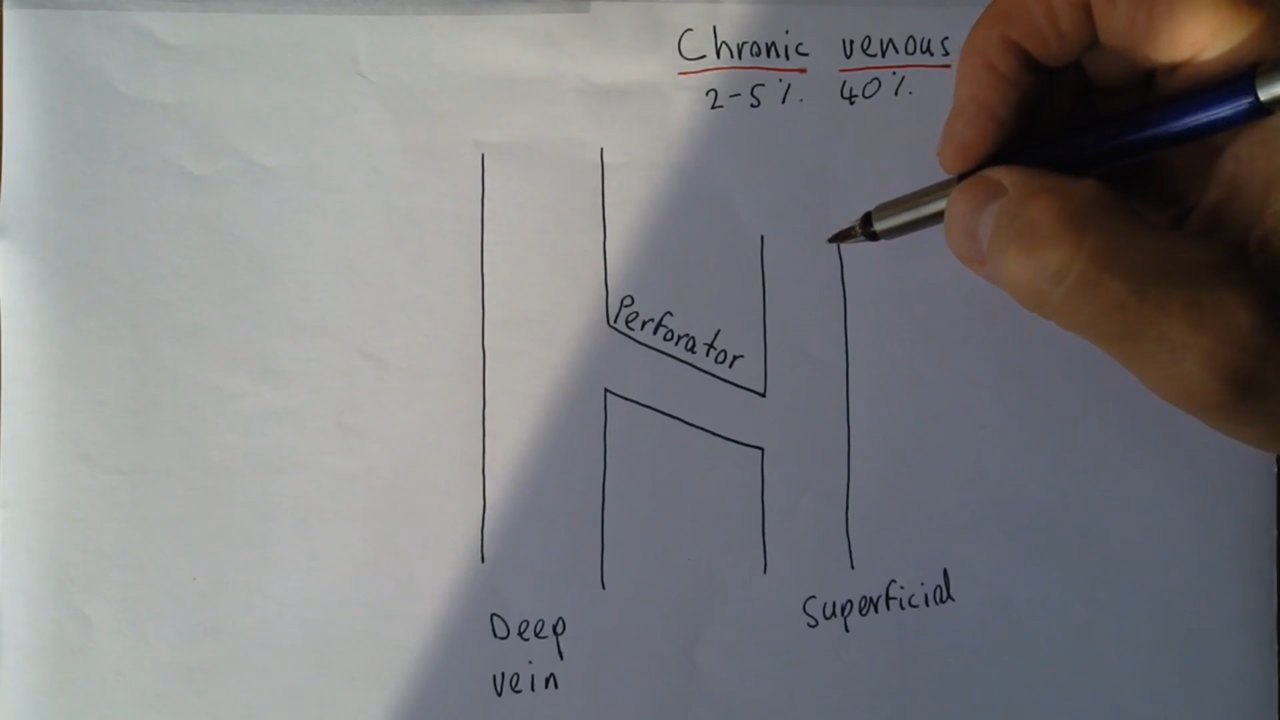 Chronic venous
2-5%. 40%.
Perforator
Superficial
Deep
vein